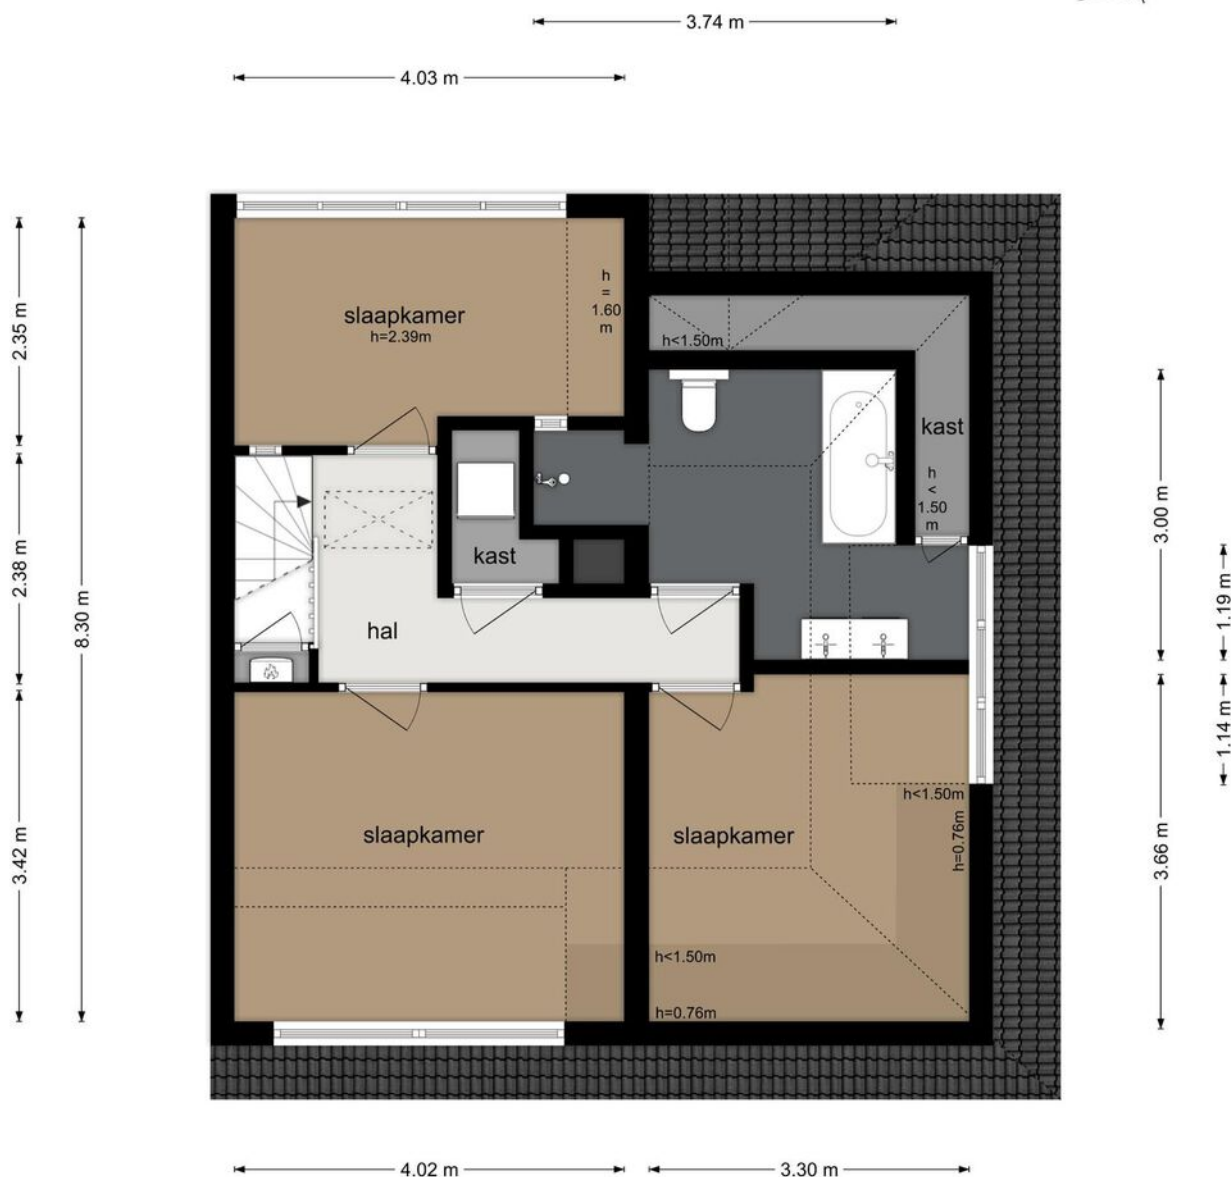 3.74 m
4.03 m
slaapkamer
h=2.39m
h
=
1.60
m
h<1.50m
kast
h
<
1.50
m
kast
hal
slaapkamer
slaapkamer
h<1.50m
h=0.76m
h<1.50m
h=0.76m
2.35 m
2.38 m
3.42 m
8.30 m
3.00 m
3.66 m
1.19 m
1.14 m
4.02 m
3.30 m